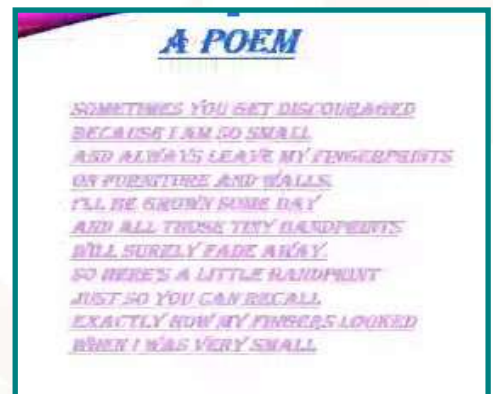 A POEM
SOMETIMES YOU GET DISCOURAGED
BECAUSE I AM SO SMALL
AND ALWAYS LEAVE MY FINGERPRINTS
ON FURNITURE AND WALLS.
I'LL BE GROWN SOME DAY
AND ALL THOSE TINY HANDPRINTS
WILL SURELY FADE AWAY.
SO HERE'S A LITTLE HANDPRINT
JUST SO YOU CAN RECALL
EXACTLY HOW MY FINGERS LOOKED
WHEN I WAS VERY SMALL